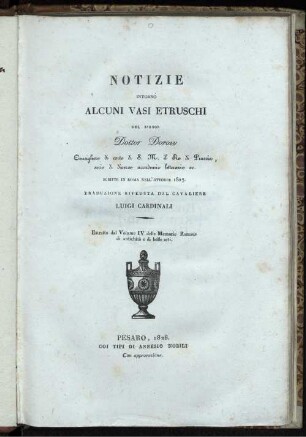 NOTIZIE
INTORNO
ALCUNI VASI ETRUSCHI
DEL SIGNOR
Dottor Dorow
Consigliere di corte di S. M. il Re di Prussia,
socio di diverse accademie letterarie ec.
SCRITTE IN ROMA NELL' OTTOBRE 1827.
TRADUZIONE RIVEDUTA DAL CAVALIERE
LUIGI CARDINALI
Estratto dal Volume IV. delle Memorie Romane
di antichità e di belle arti.
PESARO, 1828.
COI TIPI DI ANNESIO NOBILI
Con approvazione.